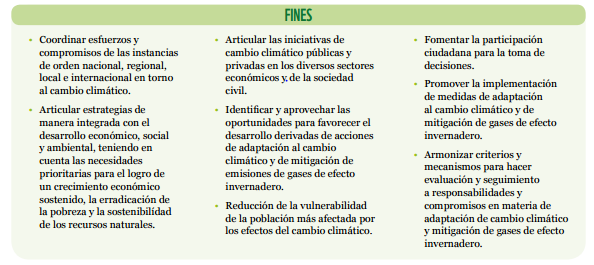 FINES
• Coordinar esfuerzos y
compromisos de las instancias
de orden nacional, regional,
local e internacional en torno
al cambio climático.
• Articular estrategias de
manera integrada con el
desarrollo económico, social
y ambiental, teniendo en
cuenta las necesidades
prioritarias para el logro de
un crecimiento económico
sostenido, la erradicación de
la pobreza y la sostenibilidad
de los recursos naturales.
• Articular las iniciativas de
cambio climático públicas y
privadas en los diversos sectores
económicos y, de la sociedad
civil.
• Identificar y aprovechar las
oportunidades para favorecer el
desarrollo derivadas de acciones
de adaptación al cambio
climático y de mitigación de
emisiones de gases de efecto
invernadero.
• Reducción de la vulnerabilidad
de la población más afectada por
los efectos del cambio climático.
• Fomentar la participación
ciudadana para la toma de
decisiones.
• Promover la implementación
de medidas de adaptación
al cambio climático y de
mitigación de gases de efecto
invernadero.
• Armonizar criterios y
mecanismos para hacer
evaluación y seguimiento
a responsabilidades y
compromisos en materia de
adaptación de cambio climático
y mitigación de gases de efecto
invernadero.